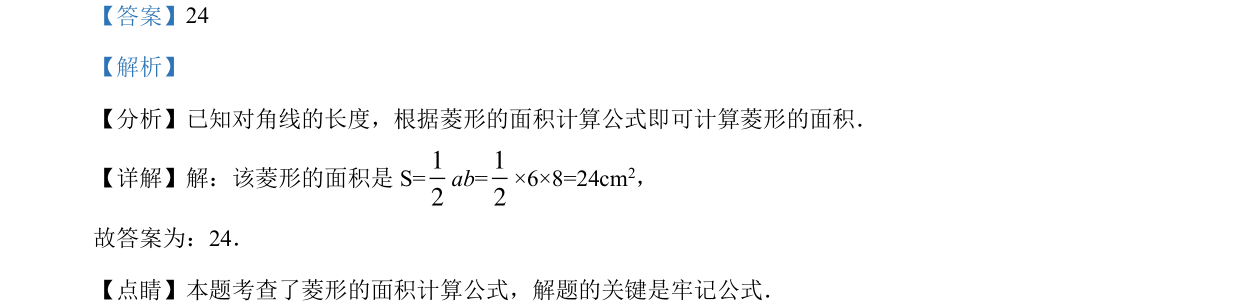 【答案】24
【解析】
【分析】已知对角线的长度，根据菱形的面积计算公式即可计算菱形的面积．
【详解】解：该菱形的面积是 S=1/2 ab=1/2 ×6×8=24cm²，
故答案为：24．
【点睛】本题考查了菱形的面积计算公式，解题的关键是牢记公式．